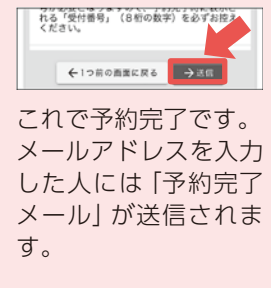 れる「受付番号」（８桁の数字）を必ずお控え
ください。
←1つ前の画面に戻る
→送信
これで予約完了です。
メールアドレスを入力
した人には「予約完了
メール」が送信されま
す。